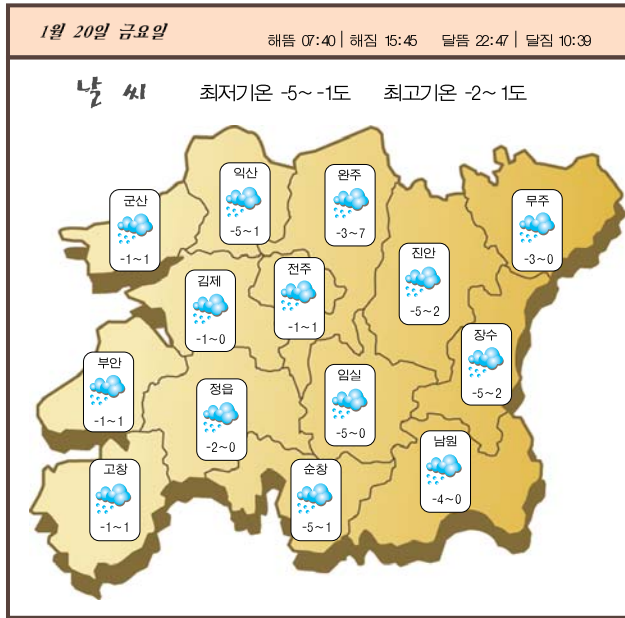 1월 20일 금요일
해뜸 07:40 | 해짐 15:45 달뜸 22:47 | 달짐 10:39
날 씨 최저기온 -5~ -1도 최고기온 -2~ 1도
익산
-5~1
완주
-3~7
군산
-1~1
무주
-3~0
진안
-5~2
전주
-1~1
김제
-1~0
장수
-5~2
부안
-1~1
임실
-5~0
정읍
-2~0
남원
-4~0
고창
-1~1
순창
-5~1